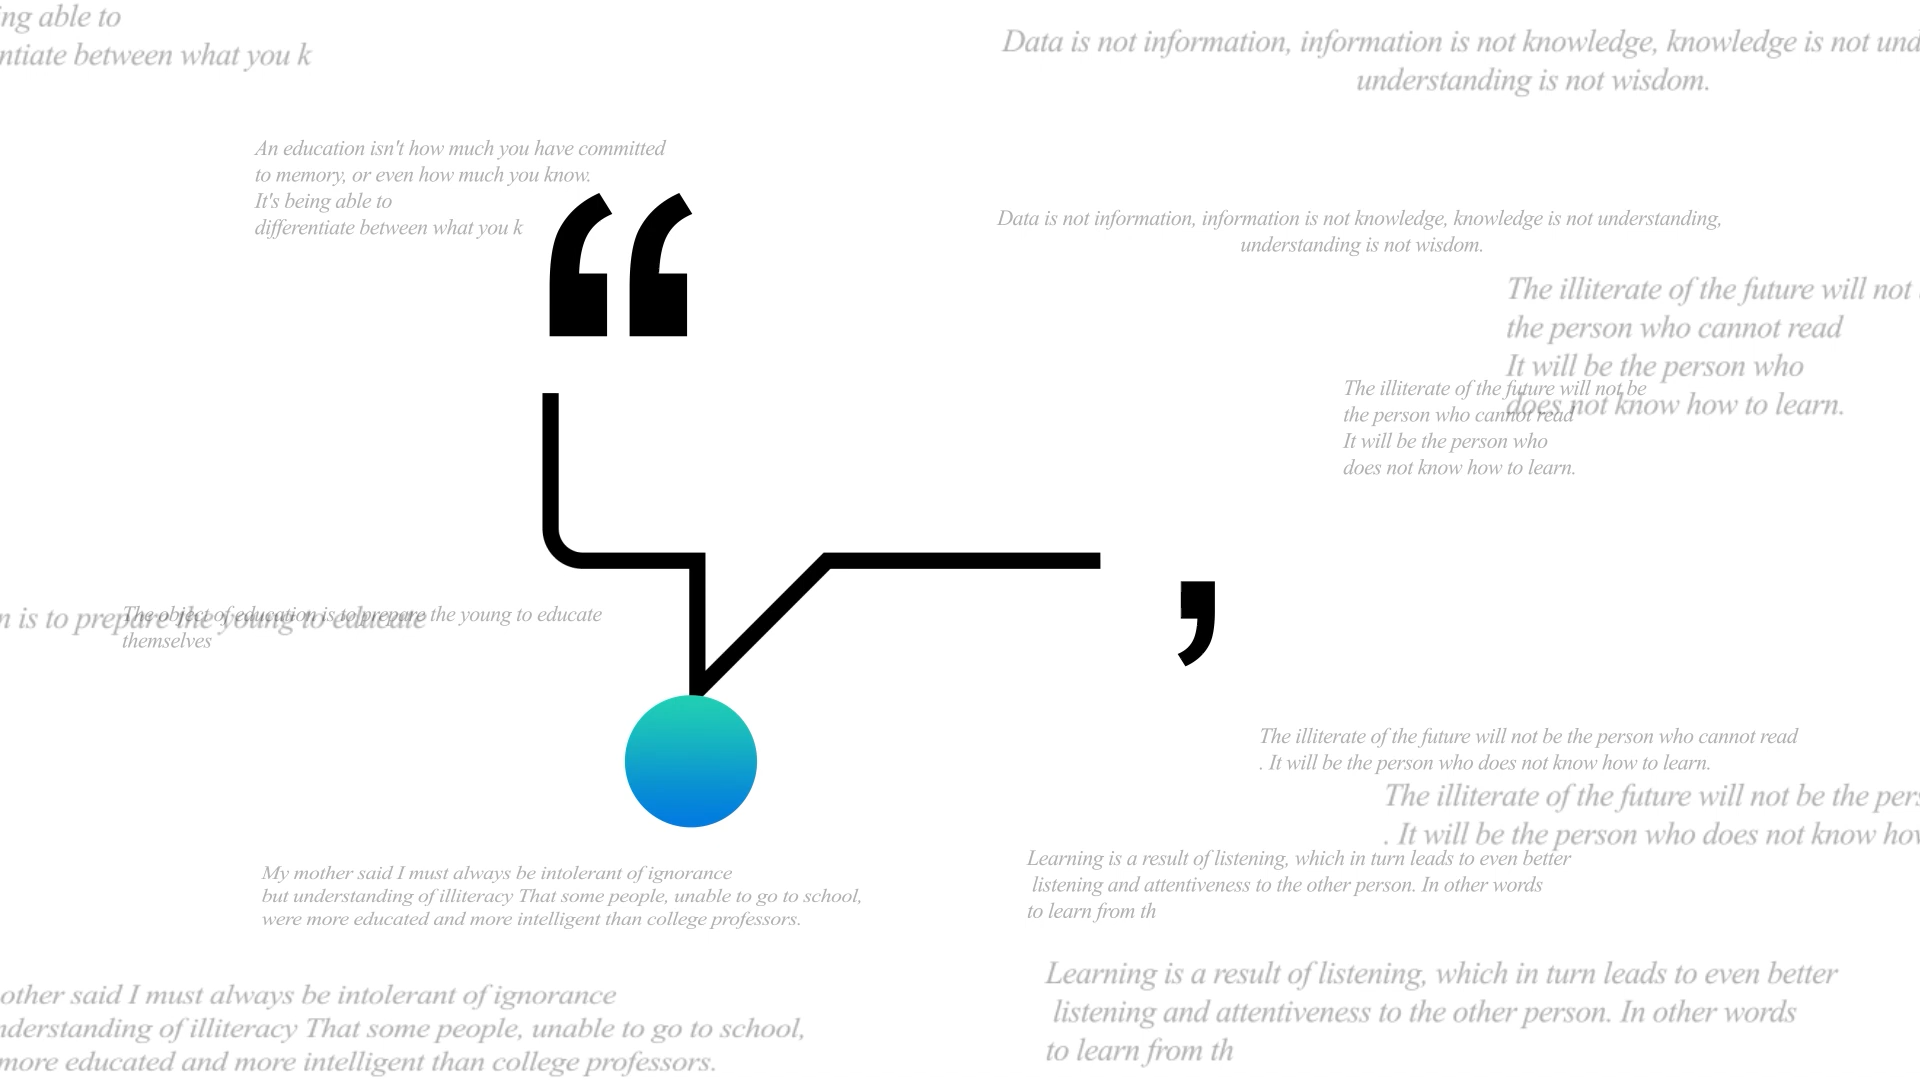 ng able to
ntiate between what you k
Data is not information, information is not knowledge, knowledge is not und
understanding is not wisdom.
An education isn't how much you have committed
to memory, or even how much you know.
It's being able to
differentiate between what you k
“
Data is not information, information is not knowledge, knowledge is not understanding,
understanding is not wisdom.
The illiterate of the future will not
the person who cannot read
It will be the person who
does not know how to learn.
The illiterate of the future will not be
the person who cannot read
It will be the person who
does not know how to learn.
,
n is to prepare the young to educate
The object of education is to prepare the young to educate
themselves
The illiterate of the future will not be the person who cannot read
. It will be the person who does not know how to learn.
The illiterate of the future will not be the pers
. It will be the person who does not know how
My mother said I must always be intolerant of ignorance
but understanding of illiteracy That some people, unable to go to school,
were more educated and more intelligent than college professors.
Learning is a result of listening, which in turn leads to even better
listening and attentiveness to the other person. In other words
to learn from th
other said I must always be intolerant of ignorance
nderstanding of illiteracy That some people, unable to go to school,
more educated and more intelligent than college professors.
Learning is a result of listening, which in turn leads to even better
listening and attentiveness to the other person. In other words
to learn from th